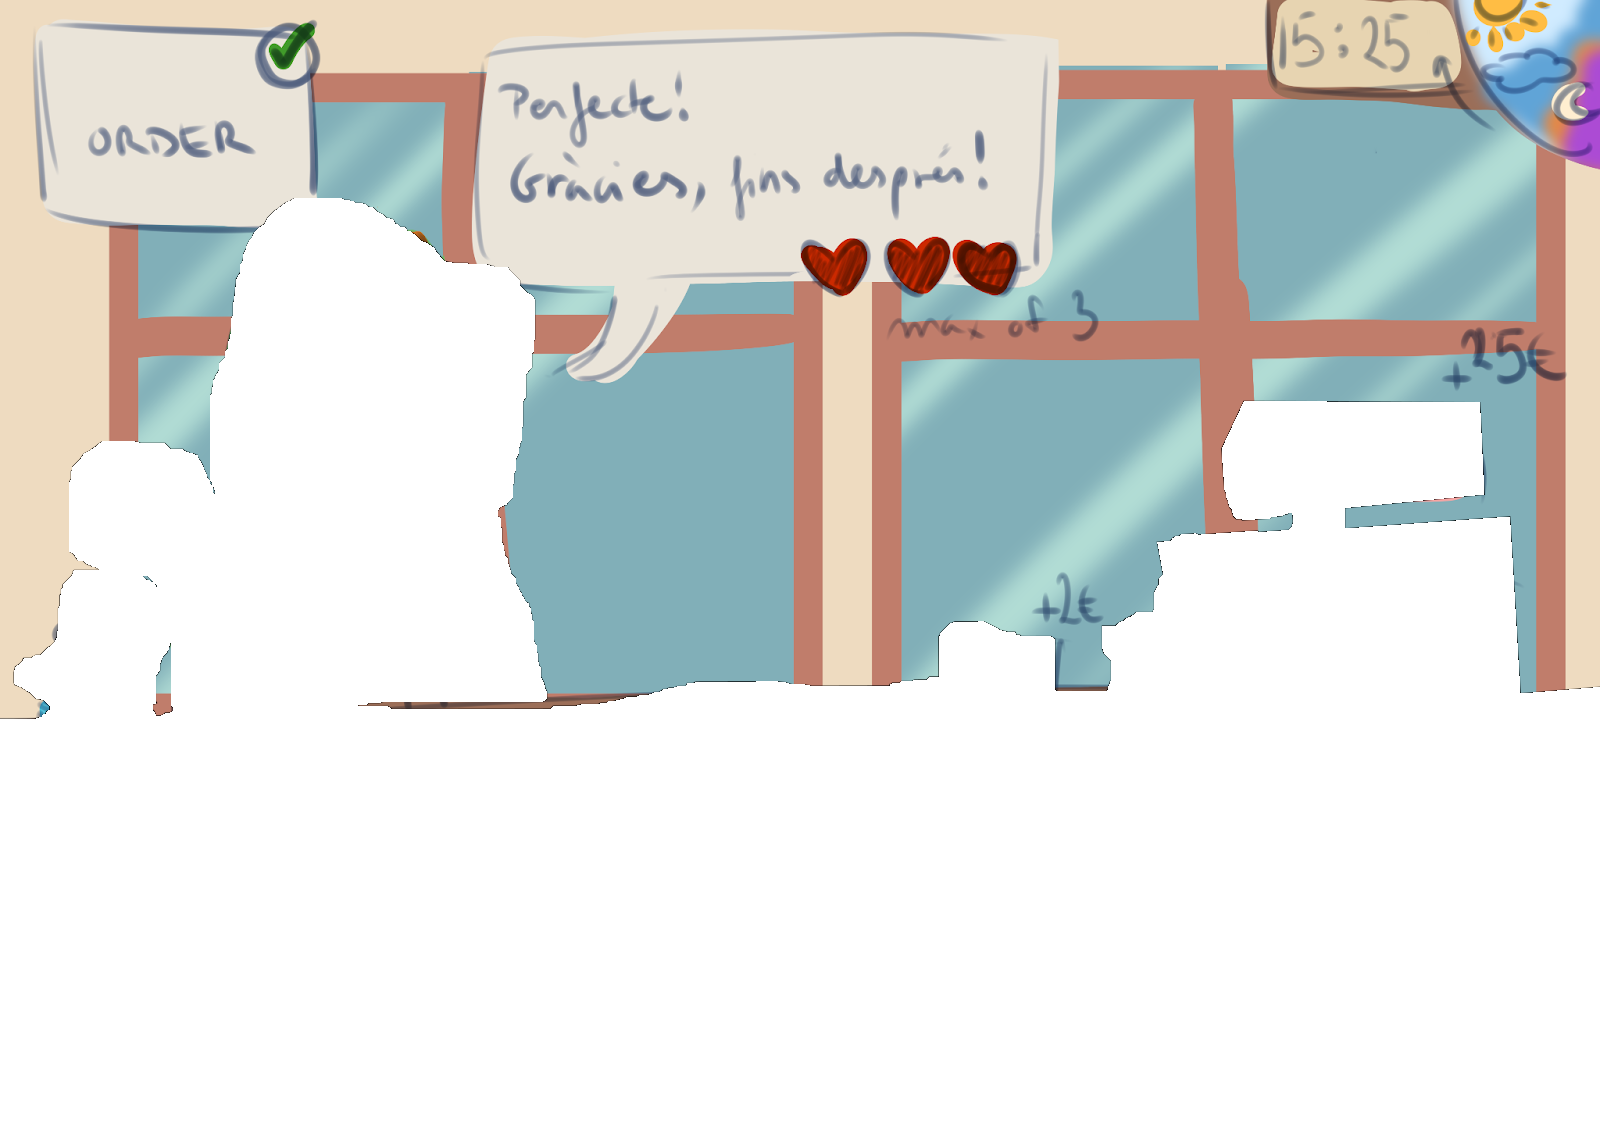 ORDER
Perfecte!
Gràcies, fins després!
max of 3
15:25
+25€
+2€